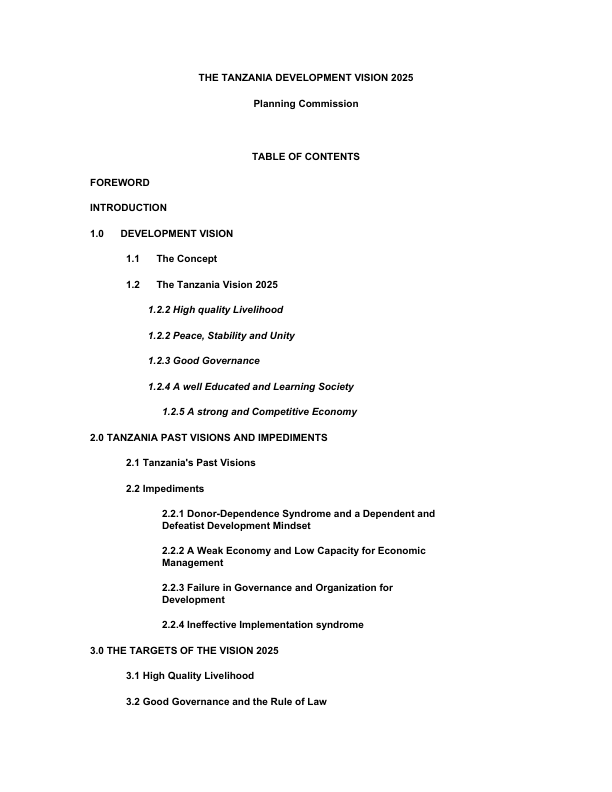 THE TANZANIA DEVELOPMENT VISION 2025
Planning Commission
TABLE OF CONTENTS
FOREWORD
INTRODUCTION
1.0 DEVELOPMENT VISION
1.1 The Concept
1.2 The Tanzania Vision 2025
1.2.2 High quality Livelihood
1.2.2 Peace, Stability and Unity
1.2.3 Good Governance
1.2.4 A well Educated and Learning Society
1.2.5 A strong and Competitive Economy
2.0 TANZANIA PAST VISIONS AND IMPEDIMENTS
2.1 Tanzania's Past Visions
2.2 Impediments
2.2.1 Donor-Dependence Syndrome and a Dependent and
Defeatist Development Mindset
2.2.2 A Weak Economy and Low Capacity for Economic
Management
2.2.3 Failure in Governance and Organization for
Development
2.2.4 Ineffective Implementation syndrome
3.0 THE TARGETS OF THE VISION 2025
3.1 High Quality Livelihood
3.2 Good Governance and the Rule of Law